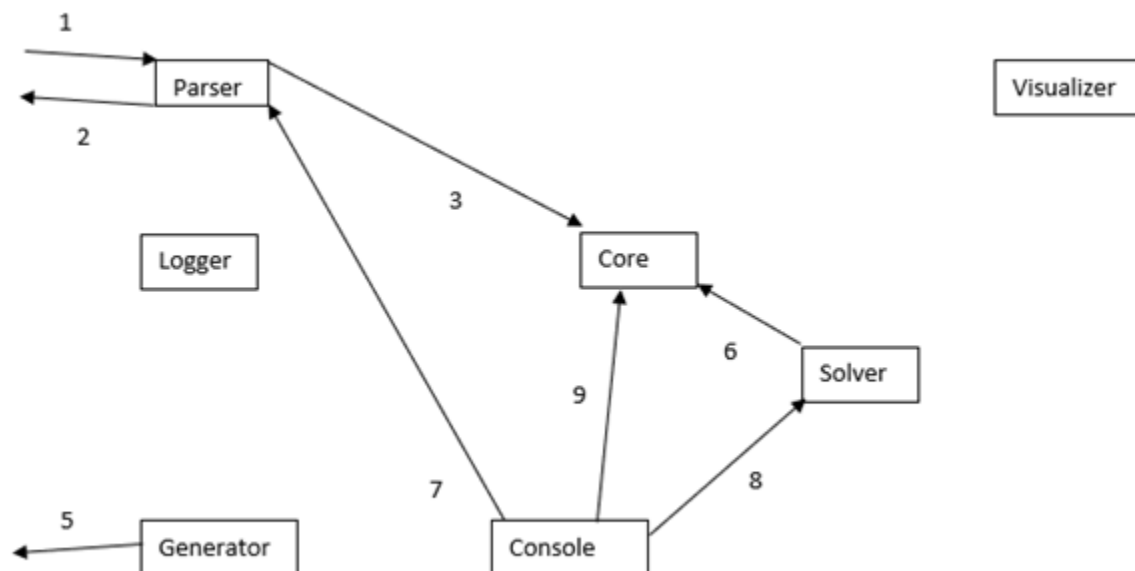 1
Parser
Visualizer
2
3
Logger
Core
6
Solver
9
7
8
5
Generator
Console